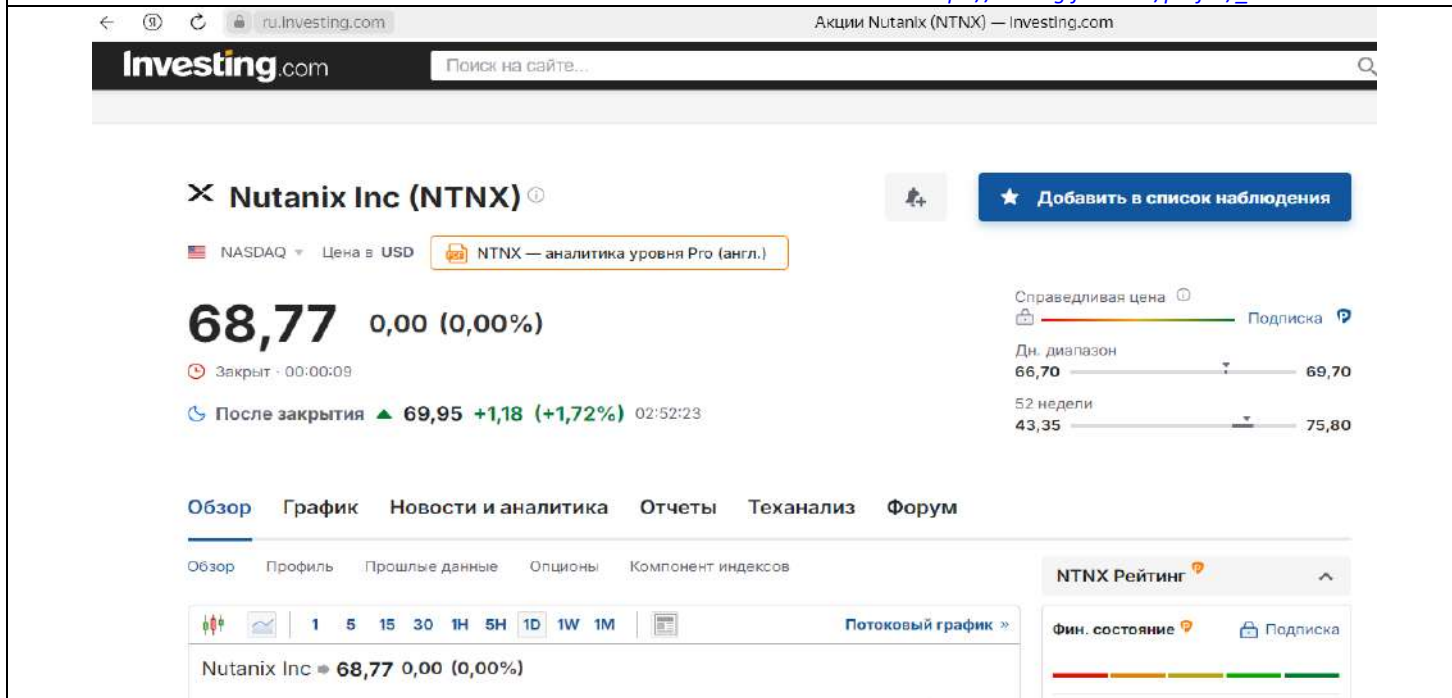 ru.investing.com
Акции Nutanix (NTNX) — Investing.com
Investing.com
Поиск на сайте...
Nutanix Inc (NTNX)
Добавить в список наблюдения
NASDAQ Цена в USD NTNX — аналитика уровня Pro (англ.)
Справедливая цена
68,77 0,00 (0,00%)
Подписка
Дн. диапазон
Закрыт · 00:00:09
66,70 69,70
После закрытия ▲ 69,95 +1,18 (+1,72%) 02:52:23
52 недели
43,35 75,80
Обзор График Новости и аналитика Отчеты Теханализ Форум
Обзор Профиль Прошлые данные Опционы Компонент индексов
NTNX Рейтинг
1 5 15 30 1H 5H 1D 1W 1M
Потоковый график »
Фин. состояние Подписка
Nutanix Inc 68,77 0,00 (0,00%)